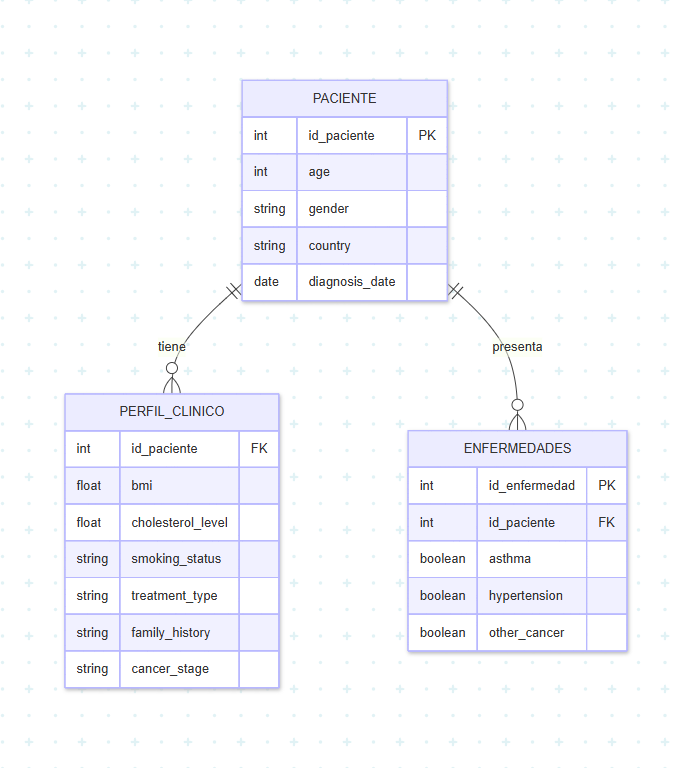 PACIENTE
int id_paciente PK
int age
string gender
string country
date diagnosis_date
tiene
presenta
PERFIL_CLINICO
int id_paciente FK
float bmi
float cholesterol_level
string smoking_status
string treatment_type
string family_history
string cancer_stage
ENFERMEDADES
int id_enfermedad PK
int id_paciente FK
boolean asthma
boolean hypertension
boolean other_cancer